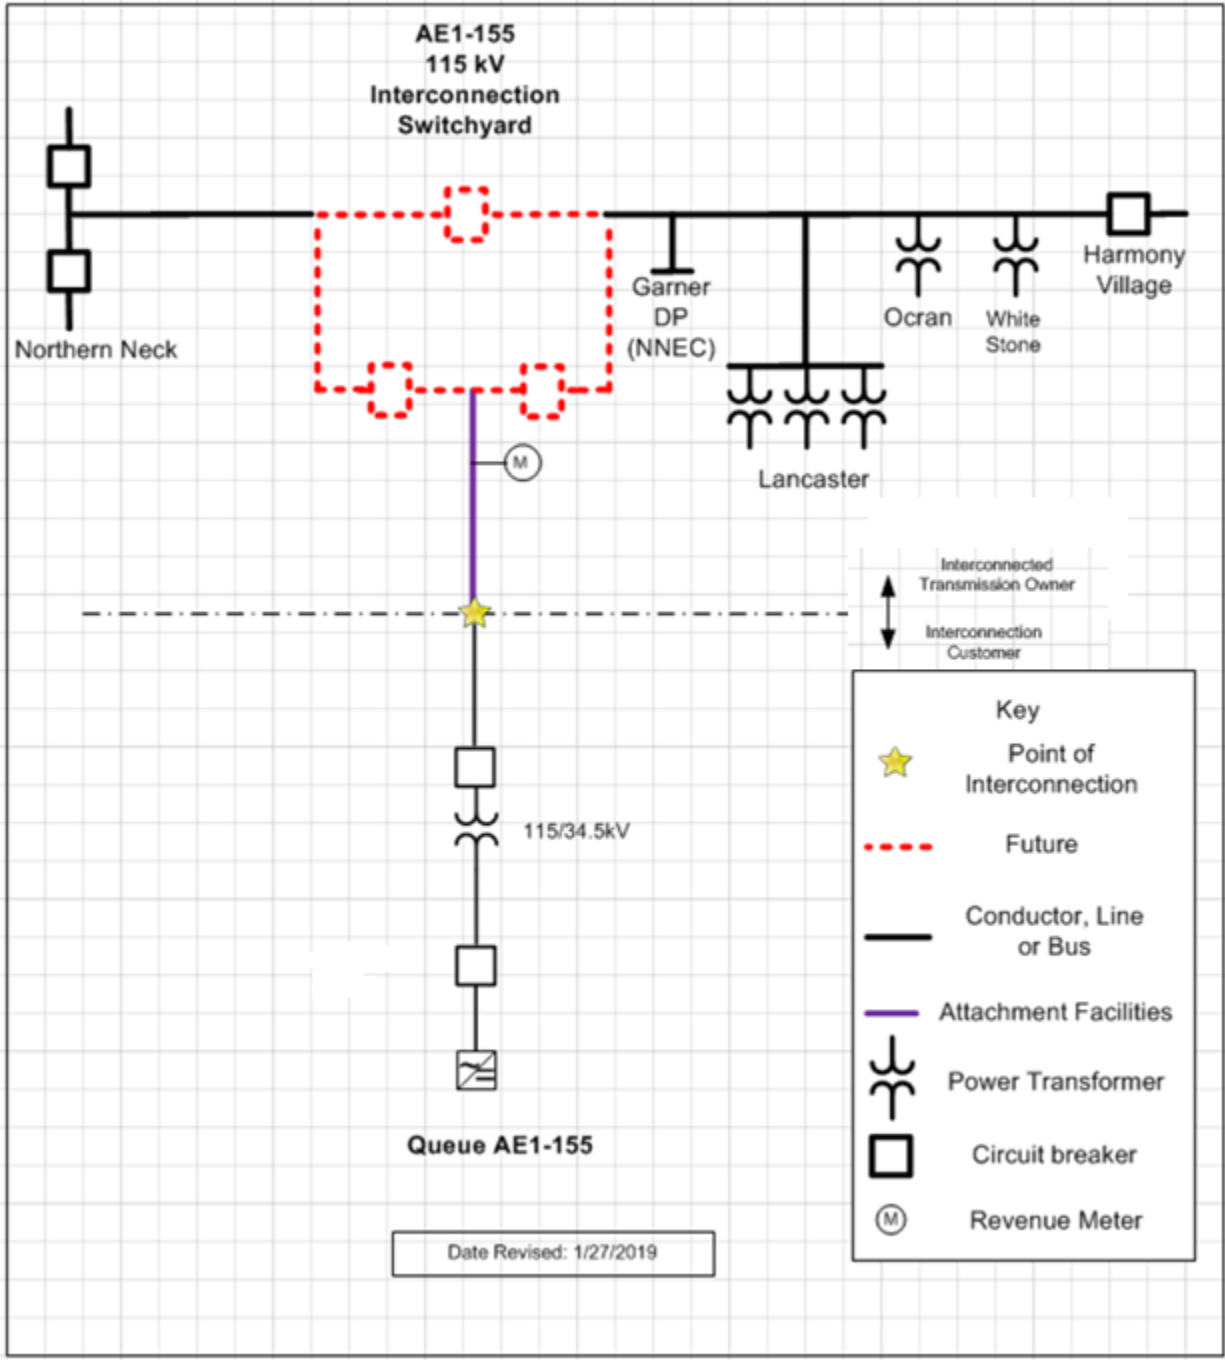 AE1-155
115 kV
Interconnection
Switchyard
Northern Neck
Garner
DP
(NNEC)
Lancaster
Ocran
White
Stone
Harmony
Village
M
Interconnected
Transmission Owner
Interconnection
Customer
115/34.5kV
Queue AE1-155
Date Revised: 1/27/2019
Key
Point of
Interconnection
Future
Conductor, Line
or Bus
Attachment Facilities
Power Transformer
Circuit breaker
M
Revenue Meter